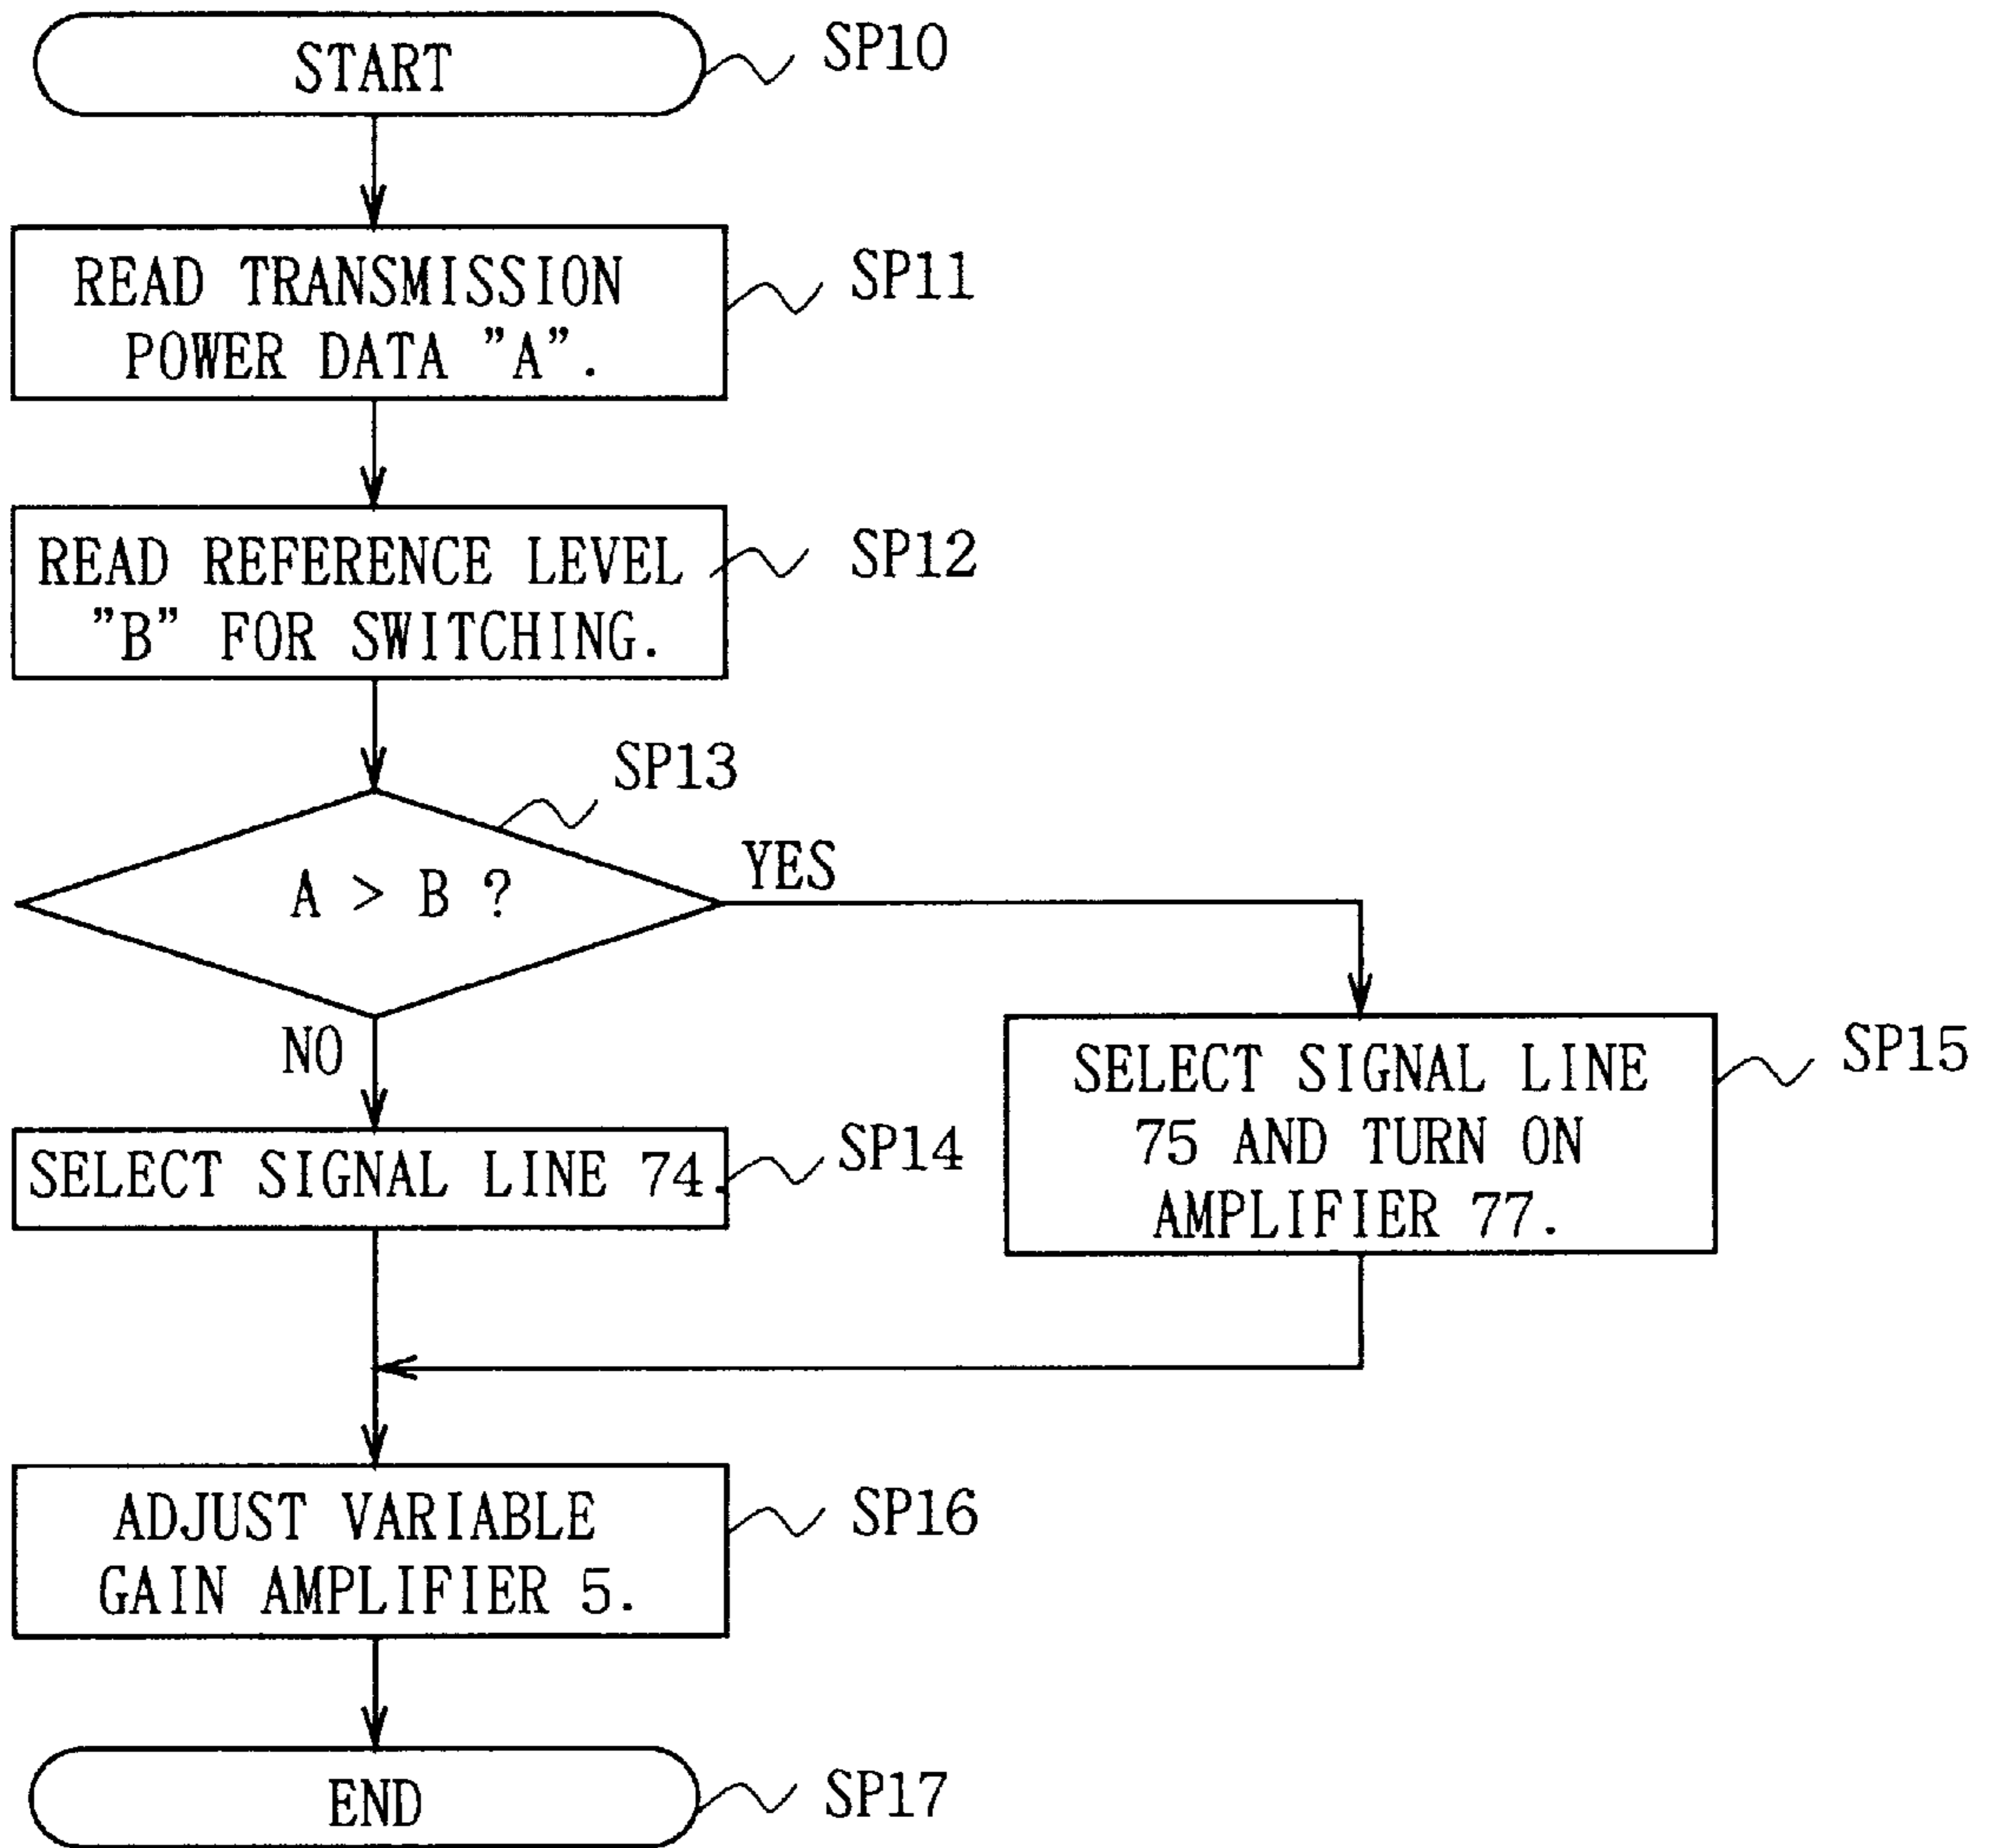 START
SP10
READ TRANSMISSION
POWER DATA ”A”.
SP11
READ REFERENCE LEVEL
”B” FOR SWITCHING.
SP12
SP13
A > B ?
YES
NO
SELECT SIGNAL LINE 74.
SP14
SELECT SIGNAL LINE
75 AND TURN ON
AMPLIFIER 77.
SP15
ADJUST VARIABLE
GAIN AMPLIFIER 5.
SP16
END
SP17